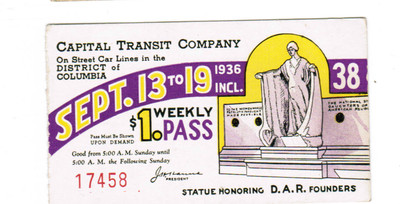 CAPITAL TRANSIT COMPANY
On Street Car Lines in the
DISTRICT of
COLUMBIA
SEPT. 13 TO 19 1936
INCL.
38
$1. WEEKLY
PASS
Pass Must Be Shown
UPON DEMAND
Good from 5:00 A. M. Sunday until
5:00 A. M. the Following Sunday
PRESIDENT
17458
THE NATIONAL S
STATUE HONORING D.A.R. FOUNDERS